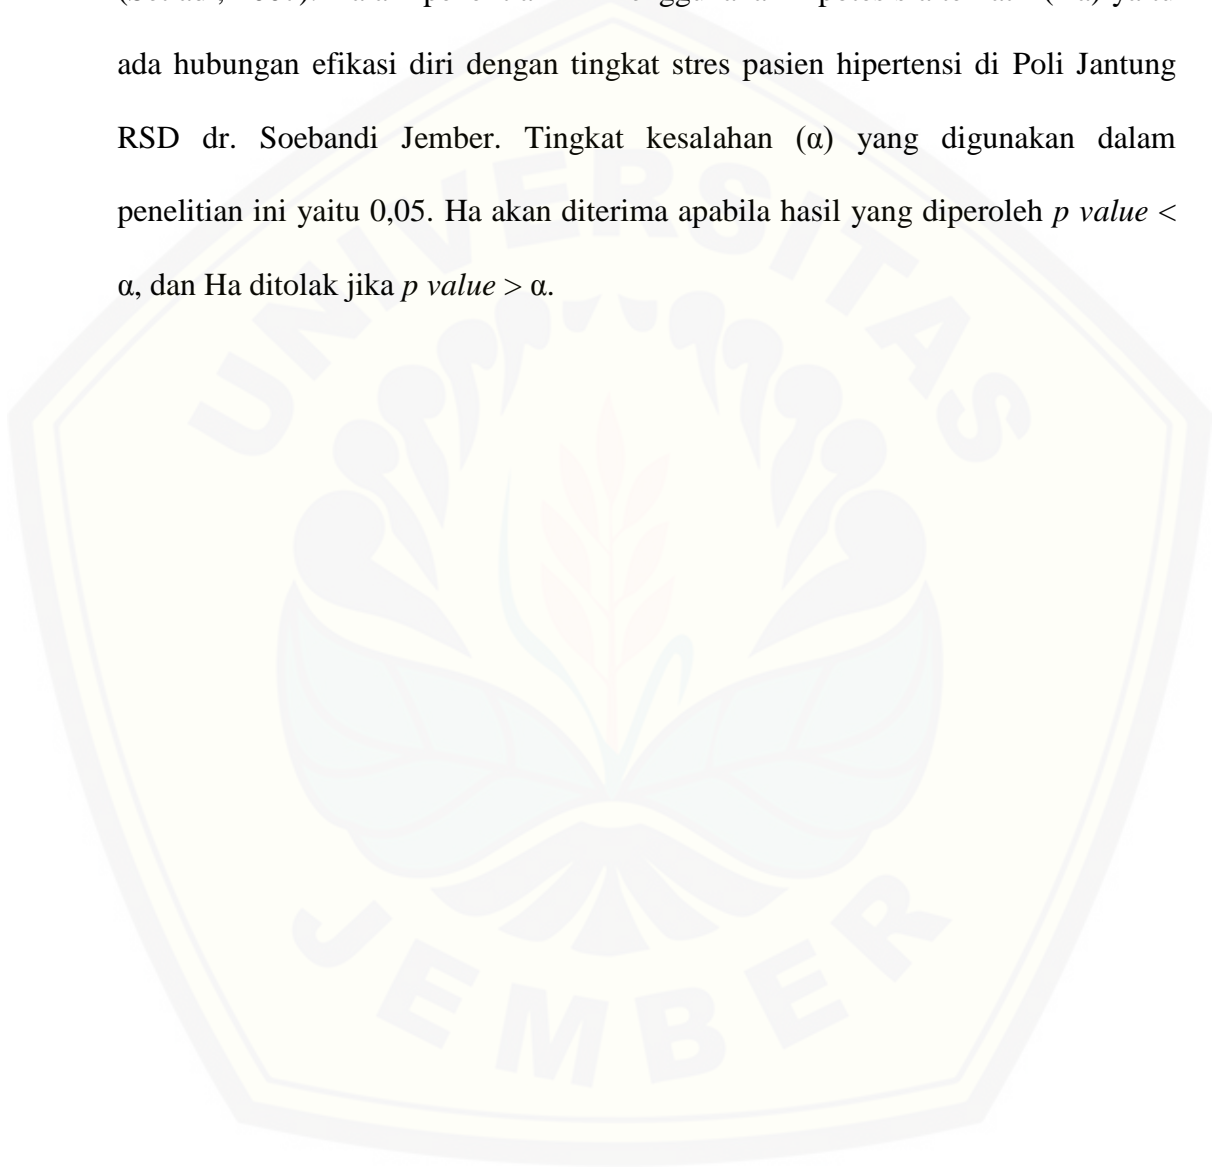 ada hubungan efikasi diri dengan tingkat stres pasien hipertensi di Poli Jantung
RSD dr. Soebandi Jember. Tingkat kesalahan (α) yang digunakan dalam
penelitian ini yaitu 0,05. Ha akan diterima apabila hasil yang diperoleh p value <
α, dan Ha ditolak jika p value > α.
UNIVERSITAS
JEMBER